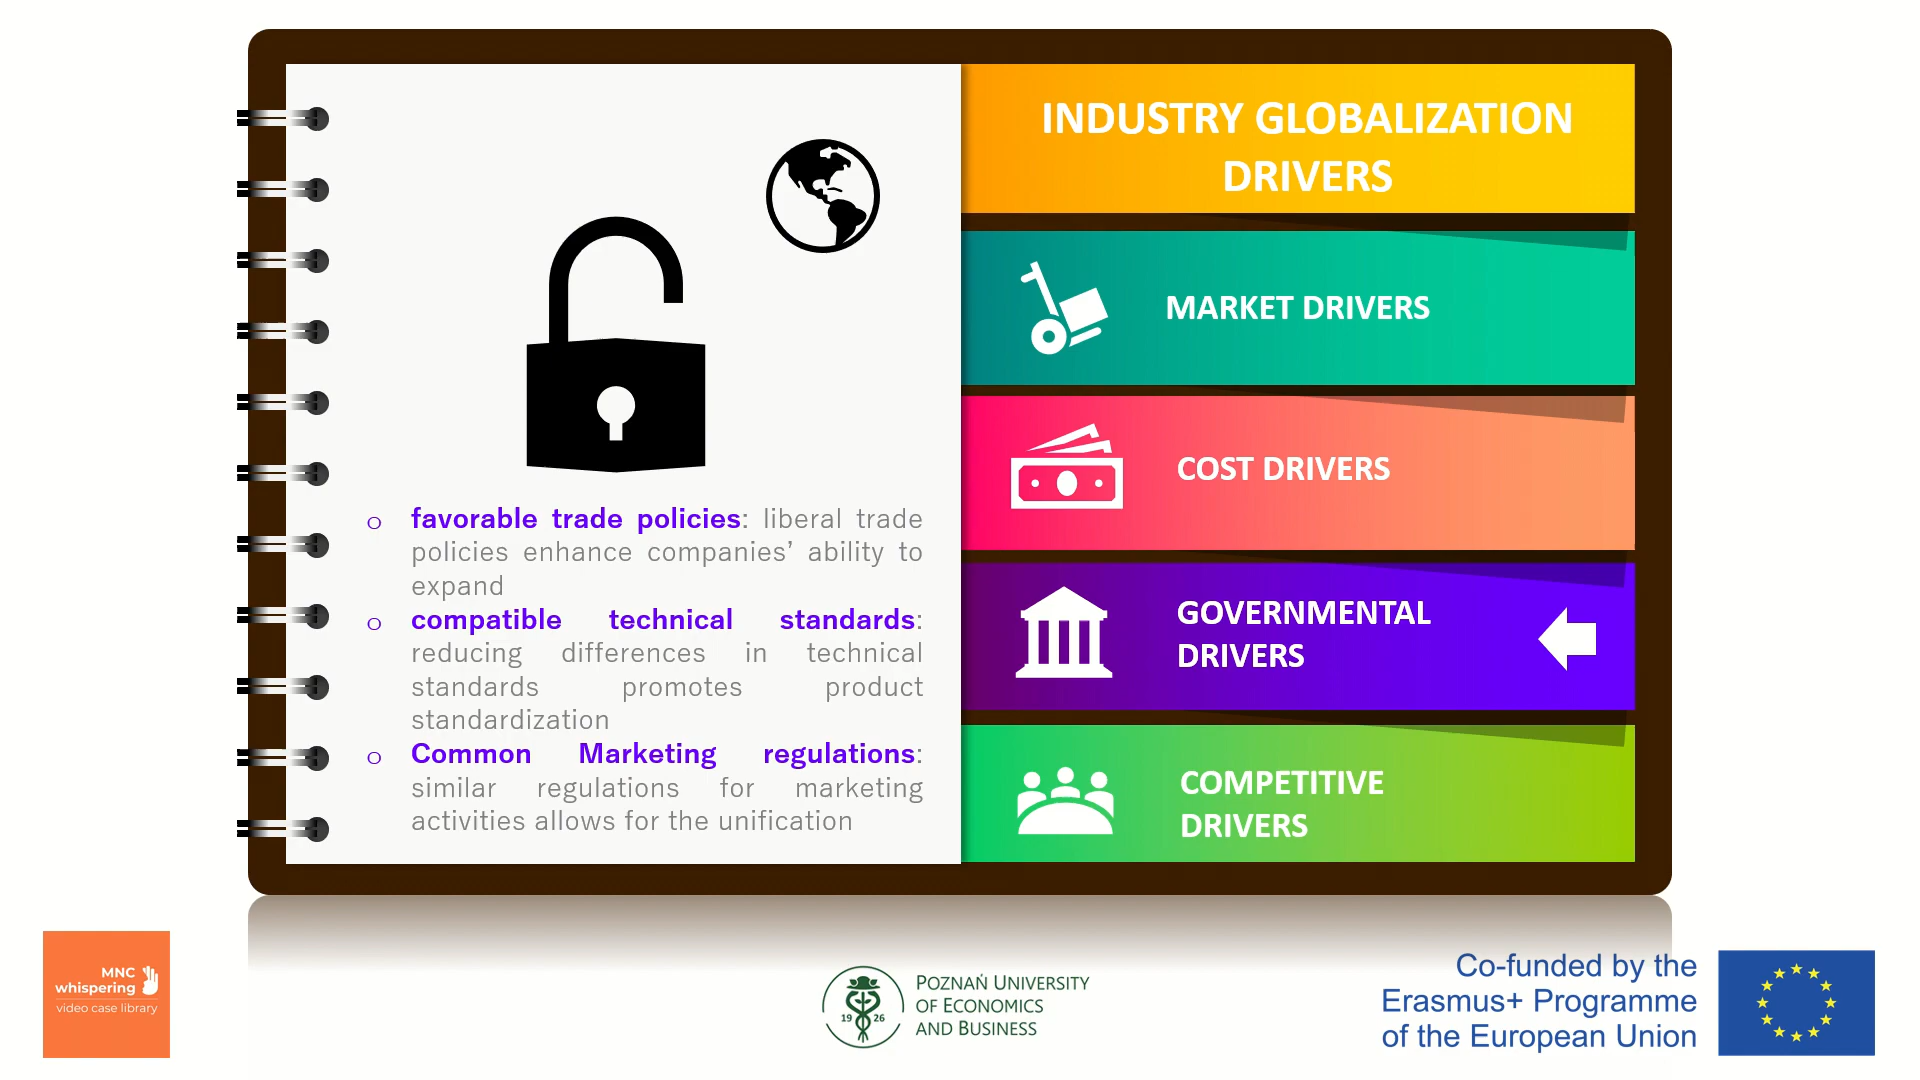 INDUSTRY GLOBALIZATION
DRIVERS
MARKET DRIVERS
COST DRIVERS
GOVERNMENTAL
DRIVERS
COMPETITIVE
DRIVERS
o favorable trade policies: liberal trade
policies enhance companies’ ability to
expand
o compatible technical standards:
reducing differences in technical
standards promotes product
standardization
o Common Marketing regulations:
similar regulations for marketing
activities allows for the unification
MNC
whispering
video case library
19 26
POZNAŃ UNIVERSITY
OF ECONOMICS
AND BUSINESS
Co-funded by the
Erasmus+ Programme
of the European Union